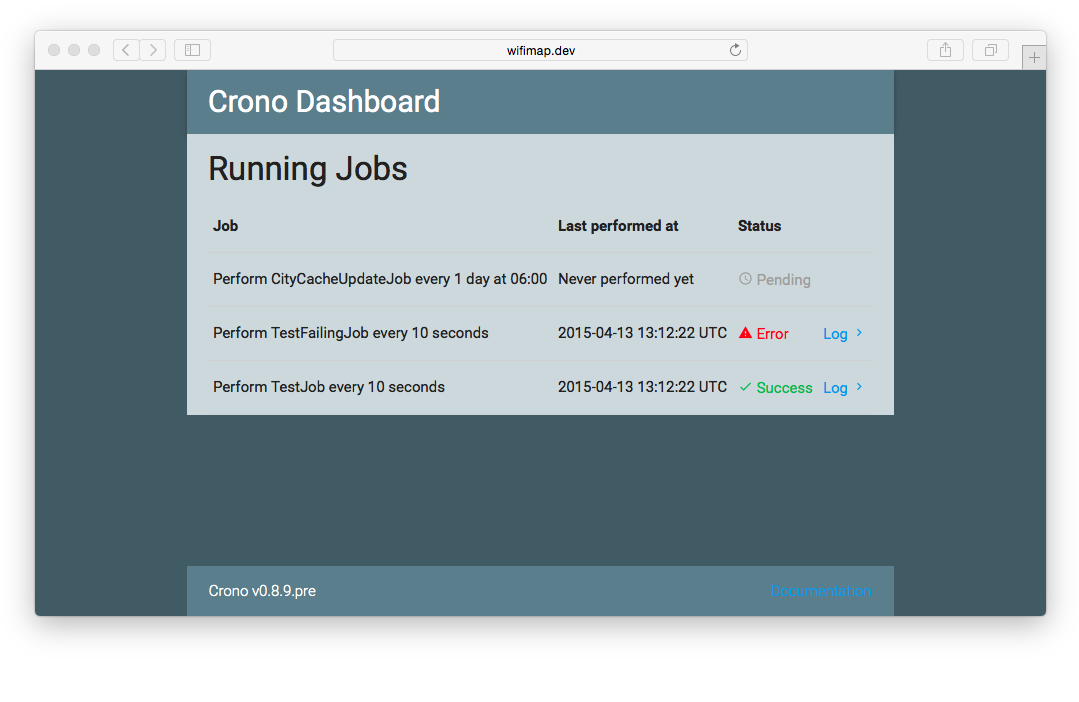 wifimap.dev
Crono Dashboard
Running Jobs
Job Last performed at Status
Perform CityCacheUpdateJob every 1 day at 06:00 Never performed yet Pending
Perform TestFailingJob every 10 seconds 2015-04-13 13:12:22 UTC Error Log
Perform TestJob every 10 seconds 2015-04-13 13:12:22 UTC Success Log
Crono v0.8.9.pre Documentation